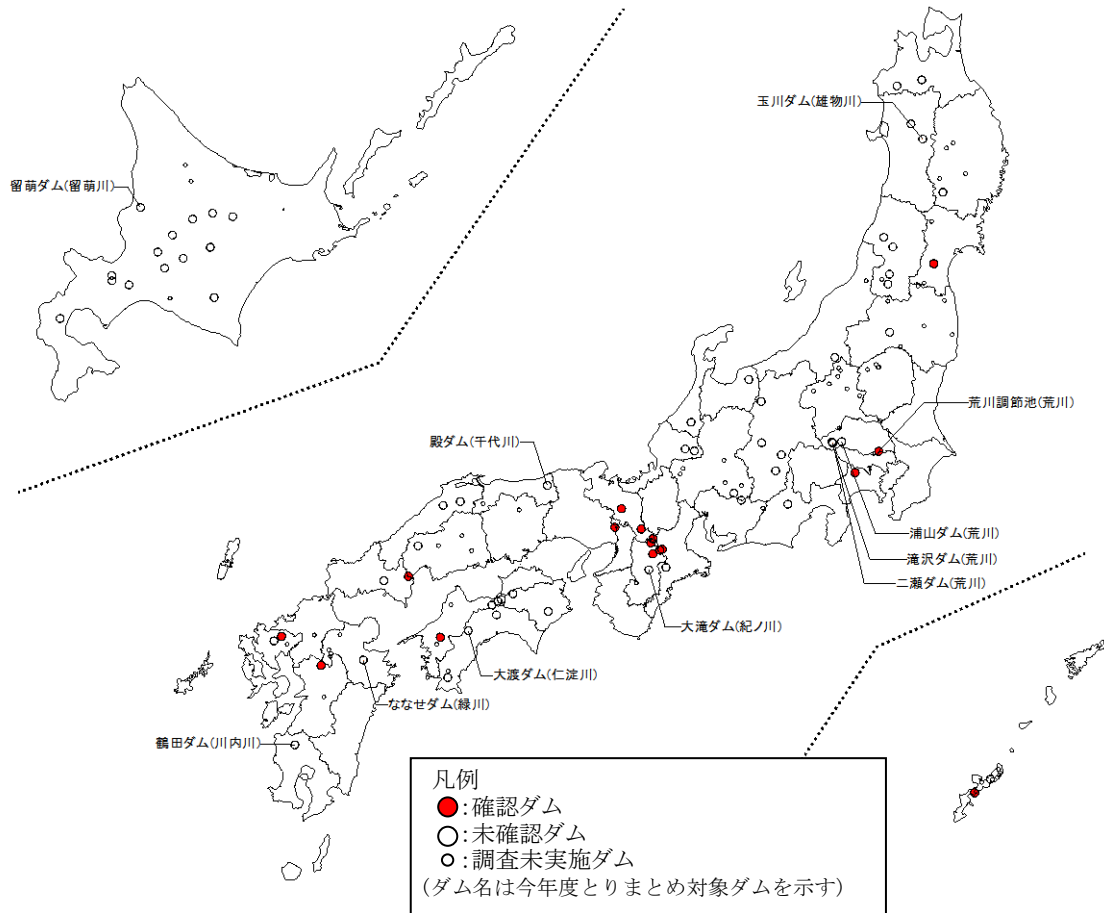 玉川ダム(雄物川)
留萌ダム(留萌川)
荒川調節池(荒川)
殿ダム(千代川)
浦山ダム(荒川)
滝沢ダム(荒川)
二瀬ダム(荒川)
大滝ダム(紀ノ川)
大渡ダム(仁淀川)
ななせダム(緑川)
鶴田ダム(川内川)
凡例
:確認ダム
:未確認ダム
:調査未実施ダム
(ダム名は今年度とりまとめ対象ダムを示す)